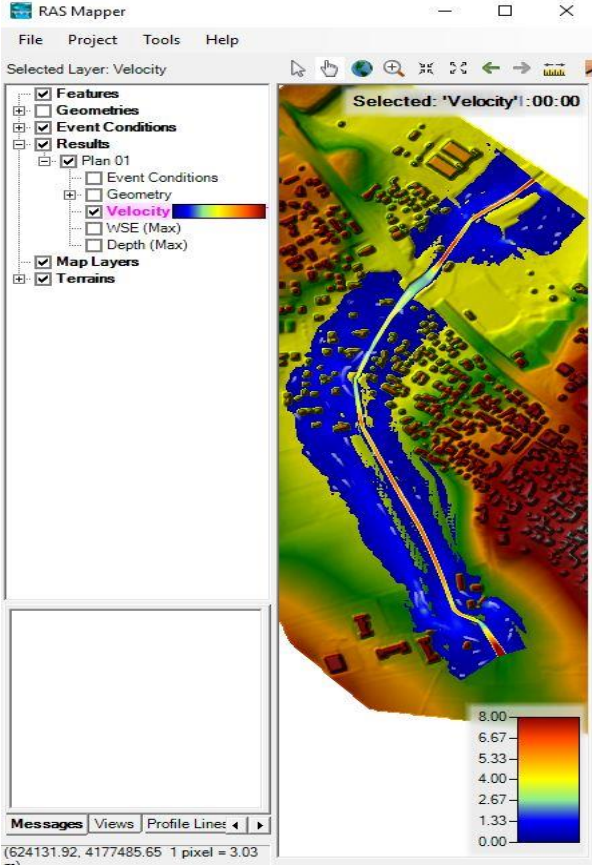 RAS Mapper
File Project Tools Help
Selected Layer: Velocity
Selected: 'Velocity' :00:00
Features
Geometries
Event Conditions
Results
Plan 01
Event Conditions
Geometry
Velocity
WSE (Max)
Depth (Max)
Map Layers
Terrains
8.00
6.67
5.33
4.00
2.67
1.33
0.00
Messages Views Profile Lines
(624131.92, 4177485.65 1 pixel = 3.03